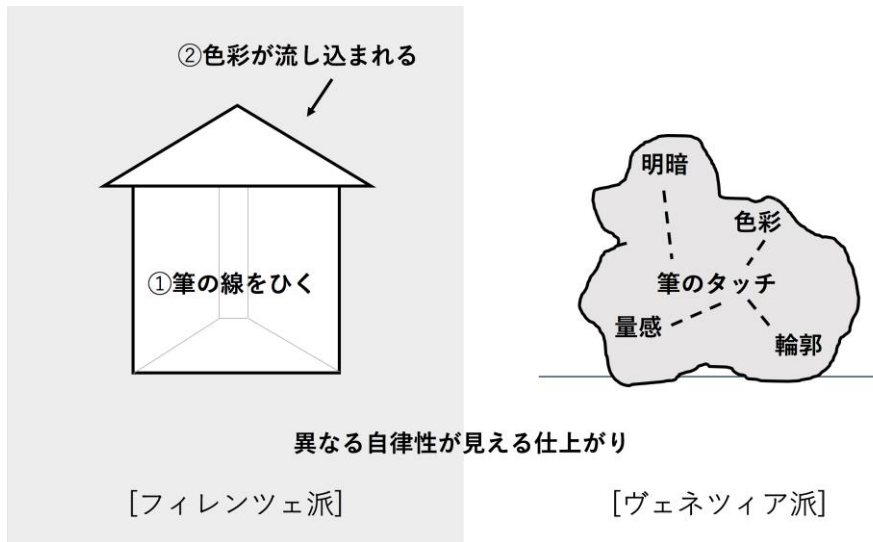 ②色彩が流し込まれる
①筆の線をひく
明暗
色彩
筆のタッチ
量感
輪郭
異なる自律性が見える仕上がり
[フィレンツェ派]
[ヴェネツィア派]